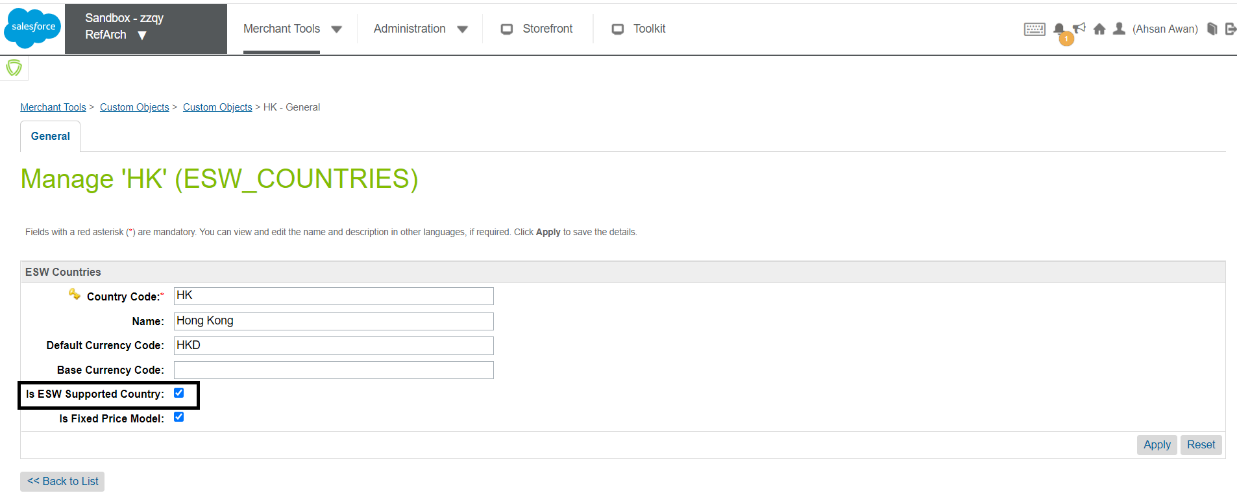 salesforce
Sandbox - zzqy
RefArch
Merchant Tools
Administration
Storefront
Toolkit
1
(Ahsan Awan)
Merchant Tools > Custom Objects > Custom Objects > HK - General
General
Manage 'HK' (ESW_COUNTRIES)
Fields with a red asterisk (*) are mandatory. You can view and edit the name and description in other languages, if required. Click Apply to save the details.
ESW Countries
Country Code:* HK
Name: Hong Kong
Default Currency Code: HKD
Base Currency Code:
Is ESW Supported Country:
Is Fixed Price Model:
Apply Reset
<< Back to List